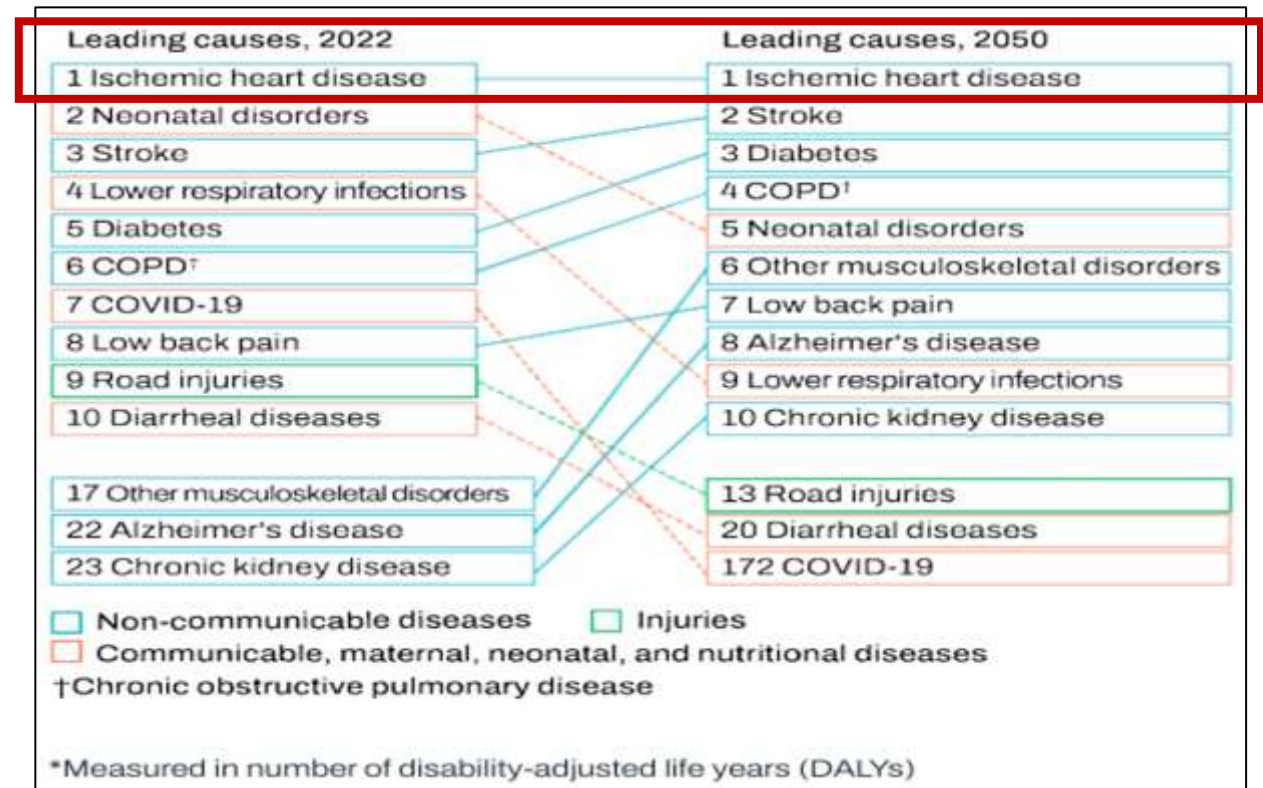 Leading causes, 2022
1 Ischemic heart disease
2 Neonatal disorders
3 Stroke
4 Lower respiratory infections
5 Diabetes
6 COPD†
7 COVID-19
8 Low back pain
9 Road injuries
10 Diarrheal diseases
17 Other musculoskeletal disorders
22 Alzheimer's disease
23 Chronic kidney disease
Leading causes, 2050
1 Ischemic heart disease
2 Stroke
3 Diabetes
4 COPD†
5 Neonatal disorders
6 Other musculoskeletal disorders
7 Low back pain
8 Alzheimer's disease
9 Lower respiratory infections
10 Chronic kidney disease
13 Road injuries
20 Diarrheal diseases
172 COVID-19
Non-communicable diseases
Injuries
Communicable, maternal, neonatal, and nutritional diseases
†Chronic obstructive pulmonary disease
*Measured in number of disability-adjusted life years (DALYs)